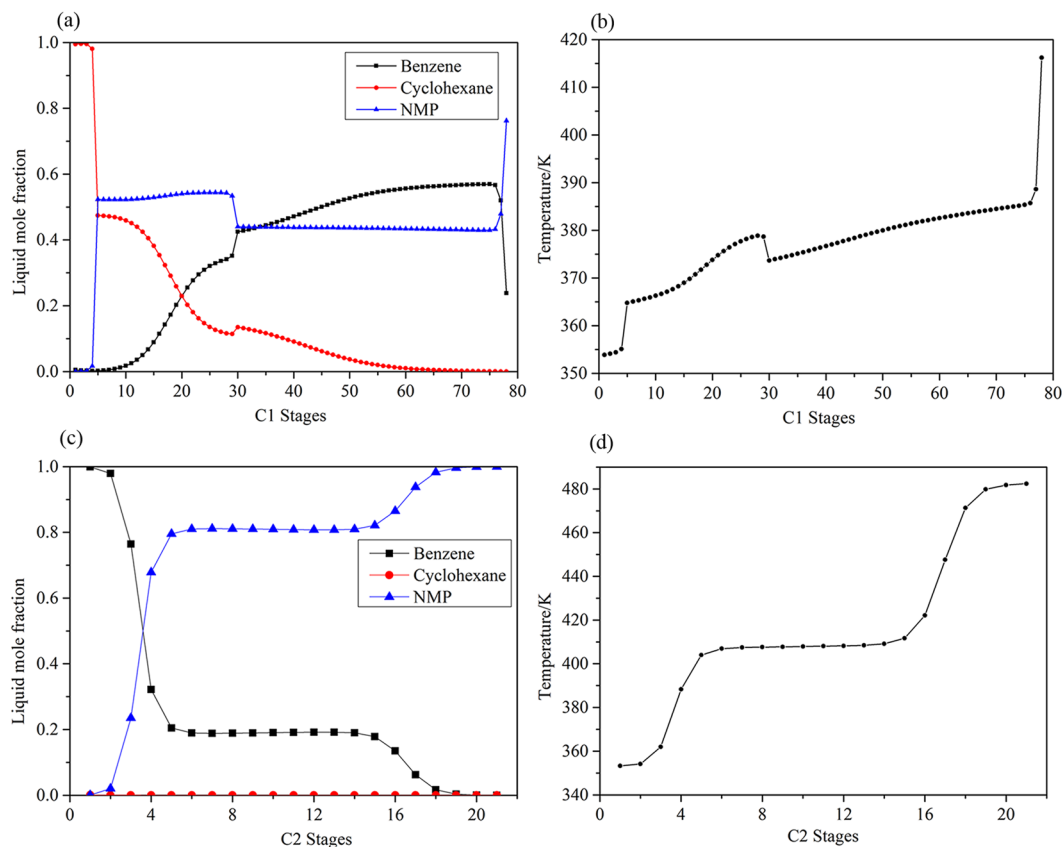 (a)
1.0
0.8
0.6
0.4
0.2
0.0
Liquid mole fraction
Benzene
Cyclohexane
NMP
0 10 20 30 40 50 60 70 80
C1 Stages
(b)
420
410
400
390
380
370
360
350
Temperature/K
0 10 20 30 40 50 60 70 80
C1 Stages
(c)
1.0
0.8
0.6
0.4
0.2
0.0
Liquid mole fraction
Benzene
Cyclohexane
NMP
0 4 8 12 16 20
C2 Stages
(d)
480
460
440
420
400
380
360
340
Temperature/K
0 4 8 12 16 20
C2 Stages